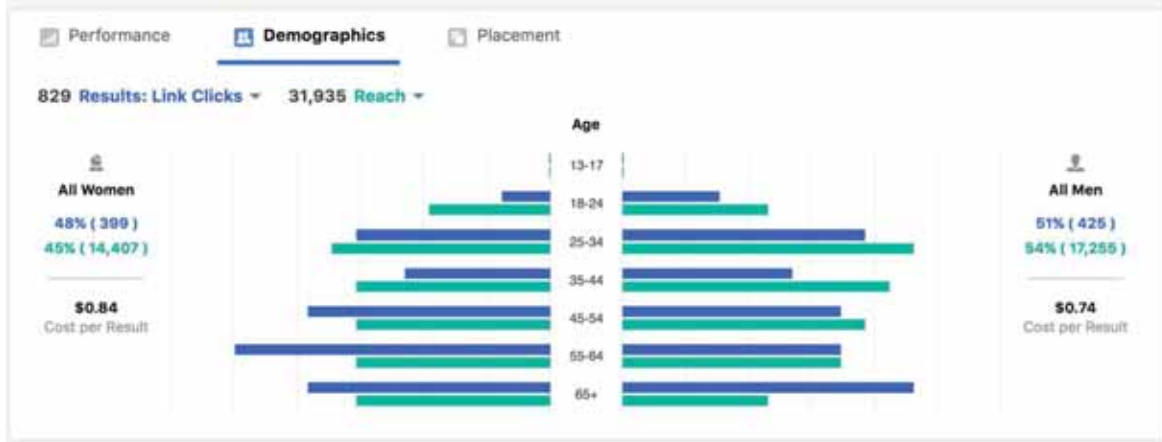 Performance
Demographics
Placement
829 Results: Link Clicks
31,935 Reach
Age
13-17
18-24
25-34
35-44
45-54
55-64
65+
All Women
48% ( 399 )
45% ( 14,407 )
$0.84
Cost per Result
All Men
51% ( 425 )
54% ( 17,255 )
$0.74
Cost per Result